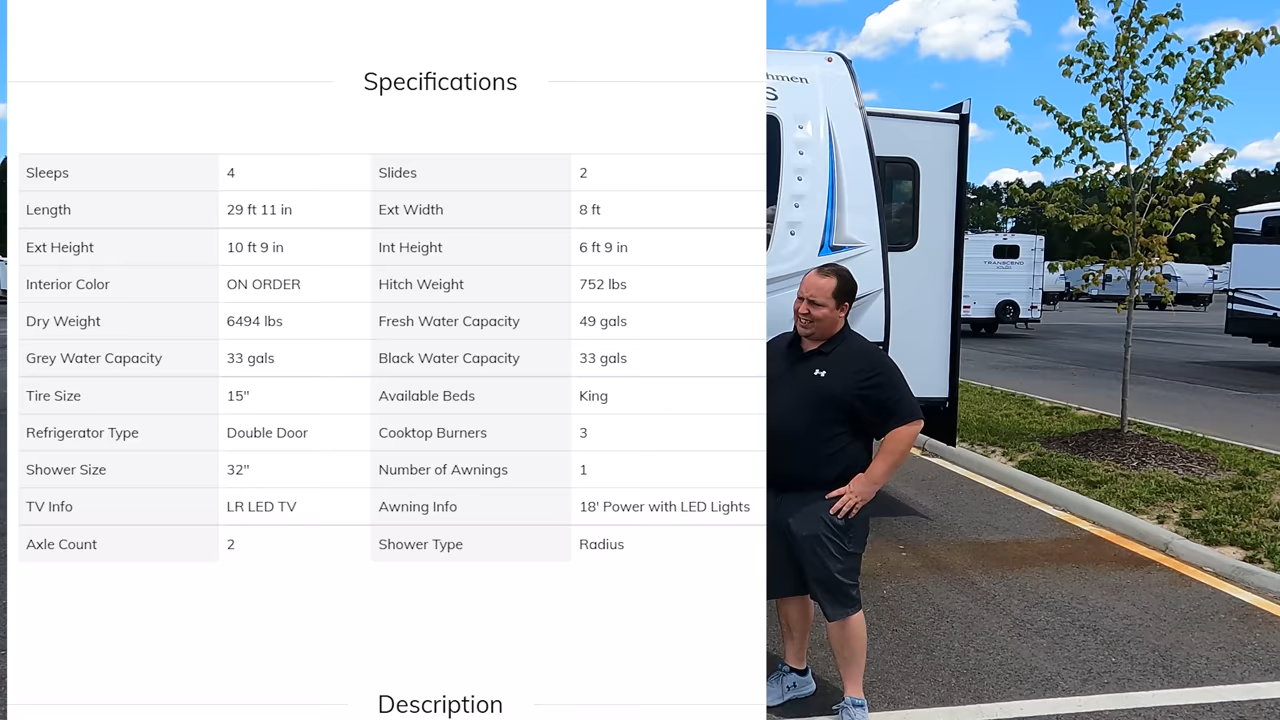 Specifications
Sleeps 4 Slides 2
Length 29 ft 11 in Ext Width 8 ft
Ext Height 10 ft 9 in Int Height 6 ft 9 in
Interior Color ON ORDER Hitch Weight 752 lbs
Dry Weight 6494 lbs Fresh Water Capacity 49 gals
Grey Water Capacity 33 gals Black Water Capacity 33 gals
Tire Size 15" Available Beds King
Refrigerator Type Double Door Cooktop Burners 3
Shower Size 32" Number of Awnings 1
TV Info LR LED TV Awning Info 18' Power with LED Lights
Axle Count 2 Shower Type Radius
Description
hmen
S
TRANSCEND